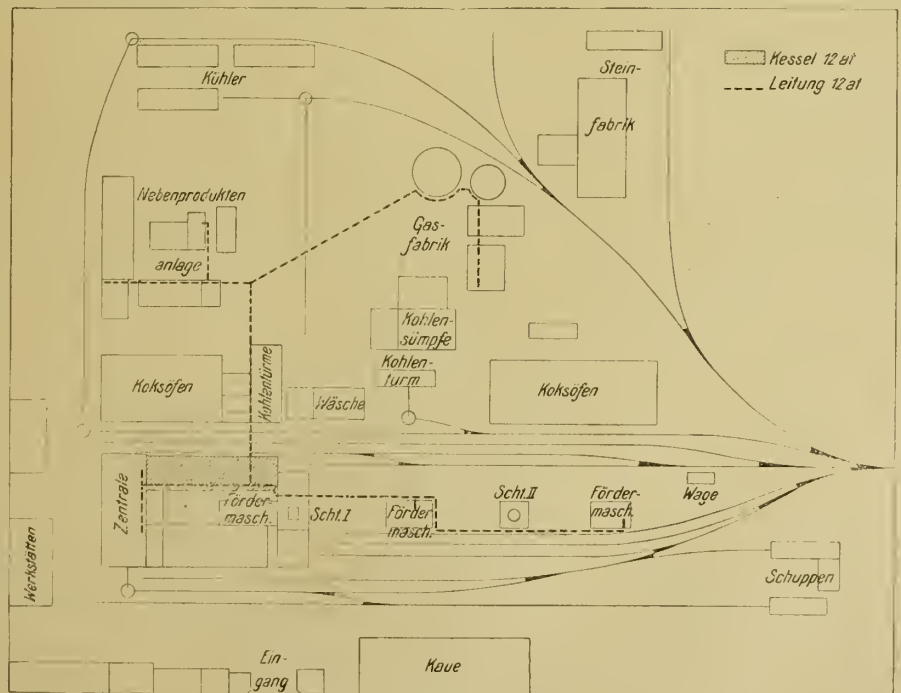 Kühler
Stein-
fabrik
Kessel 12 at
Leitung 12 at
Nebenprodukten
anlage
Gas-
fabrik
Kohlen-
sümpfe
Kohlen-
turm
Koksöfen
Kohlentürme
Wäsche
Koksöfen
Zentrale
Förder-
masch.
Scht. I
Förder
masch.
Scht. II
Förder-
masch.
Wage
Werkstätten
Schuppen
Ein-
gang
Kaue